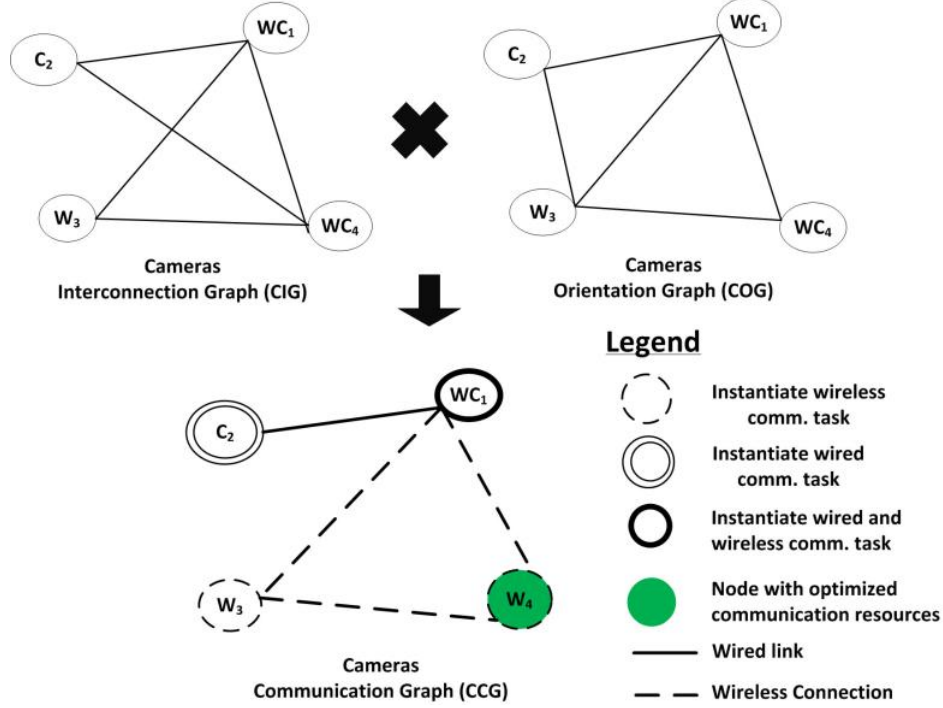 C₂
WC₁
W₃
WC₄
Cameras
Interconnection Graph (CIG)
C₂
WC₁
W₃
WC₄
Cameras
Orientation Graph (COG)
C₂
WC₁
W₃
W₄
Cameras
Communication Graph (CCG)
Legend
Instantiate wireless
comm. task
Instantiate wired
comm. task
Instantiate wired and
wireless comm. task
Node with optimized
communication resources
Wired link
Wireless Connection